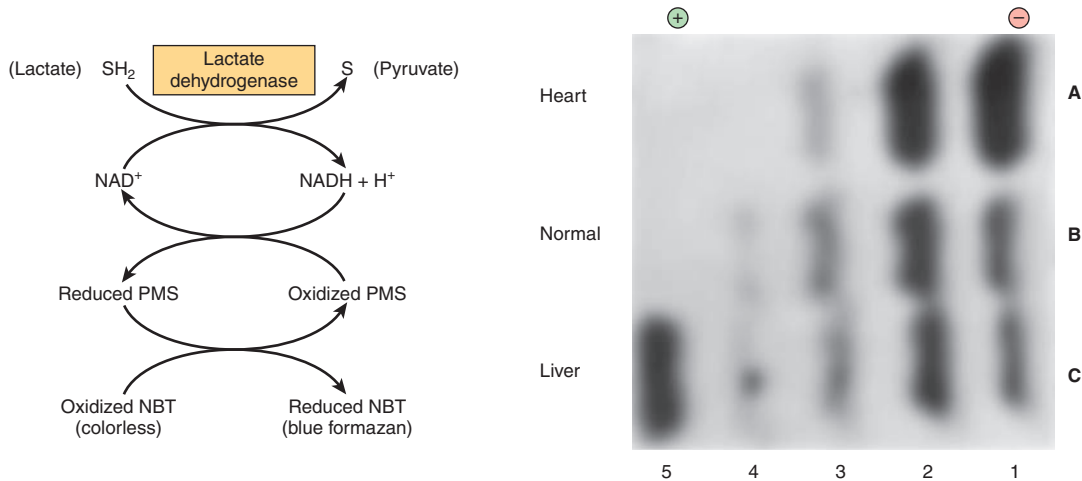 (Lactate) SH₂ Lactate dehydrogenase S (Pyruvate)
NAD⁺ NADH + H⁺
Reduced PMS Oxidized PMS
Oxidized NBT Reduced NBT
(colorless) (blue formazan)
+ −
Heart A
Normal B
Liver C
5 4 3 2 1